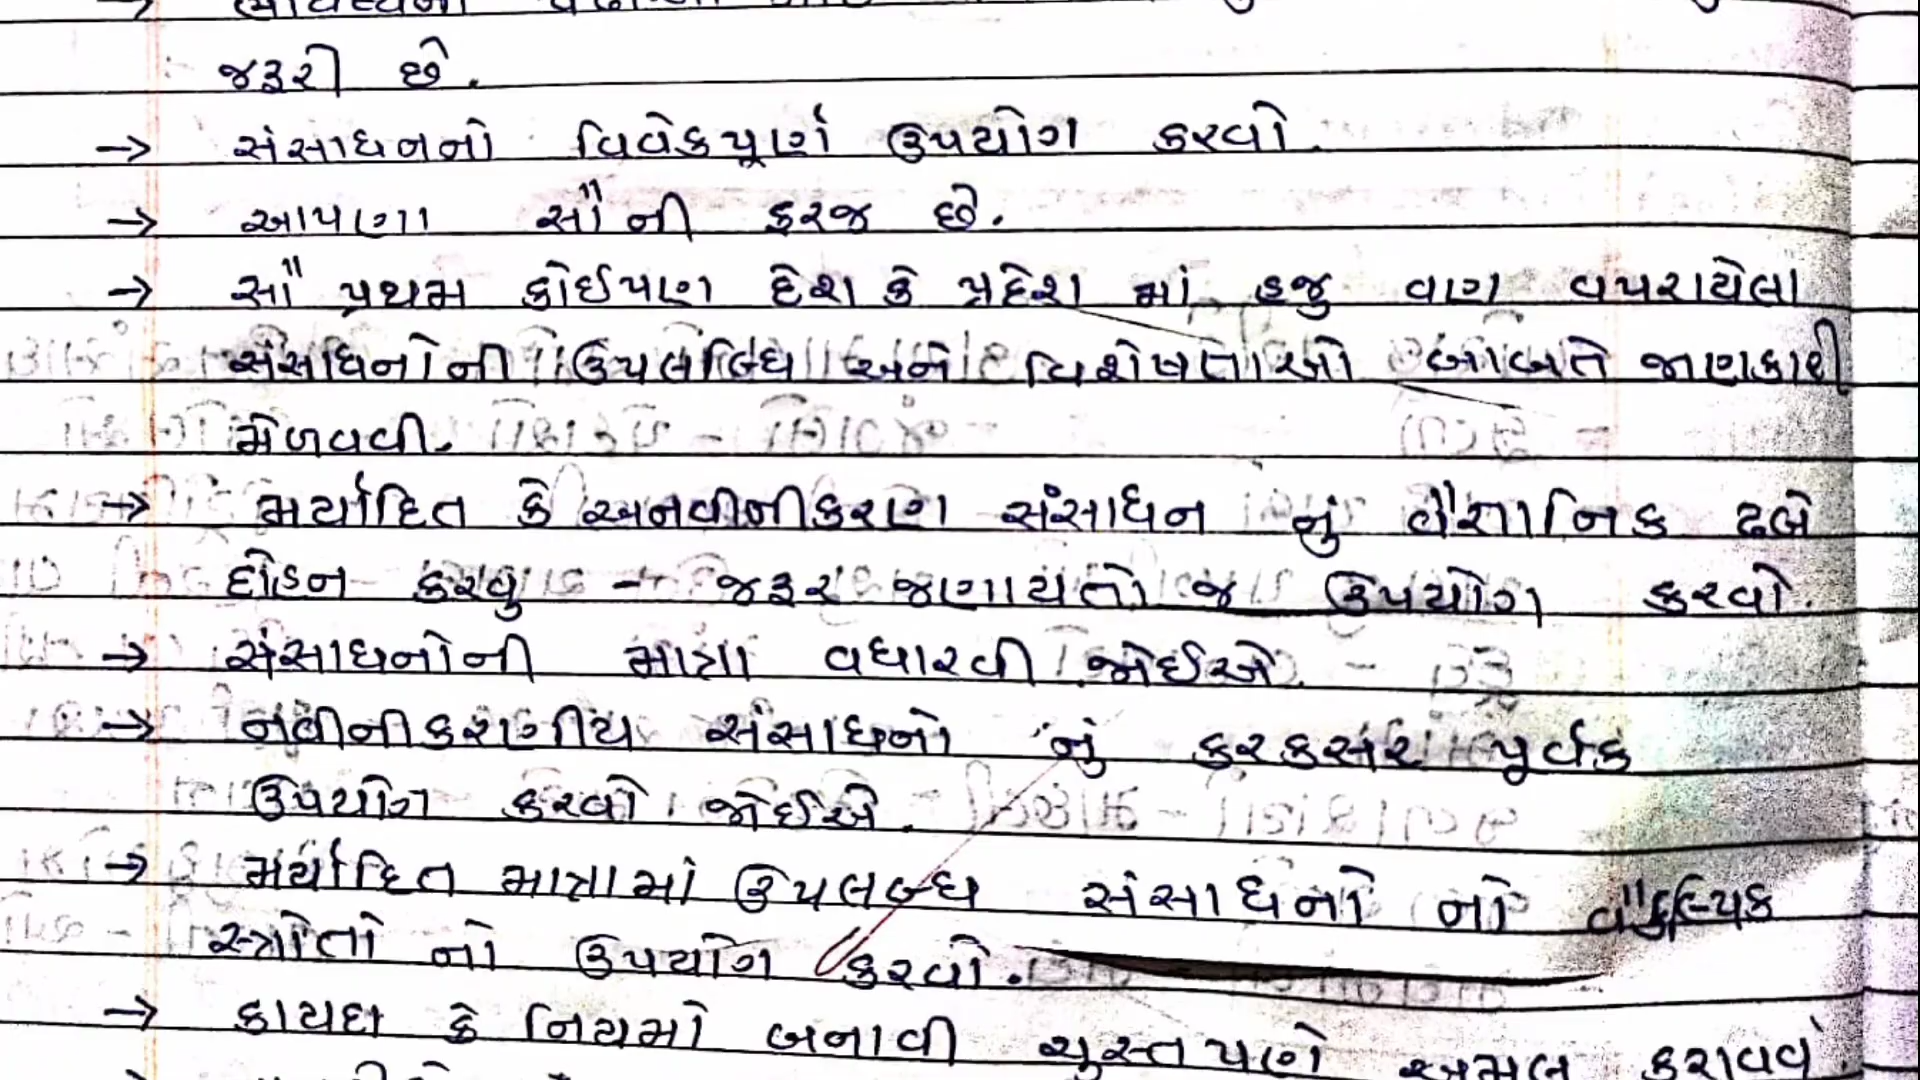 જરૂરી છે.
→ સંસાધનનો વિવેકપૂર્ણ ઉપયોગ કરવો.
→ આપણા સૌની ફરજ છે.
→ સૌ પ્રથમ કોઈપણ દેશ કે પ્રદેશ માં હજુ વણ વપરાયેલા
સંસાધનોની ઉપલબ્ધિ અને વિશેષતાઓ બાબતે જાણકારી
મેળવવી.
→ મર્યાદિત કે અનવીનીકરણ સંસાધન નું વૈજ્ઞાનિક ઢબે
દોહન કરવુ - જરૂર જણાયતો જ ઉપયોગ કરવો.
→ સંસાધનોની માત્રા વધારવી જોઈએ.
→ નવીનીકરણીય સંસાધનો નું કરકસર પૂર્વક
ઉપયોગ કરવો જોઈએ.
→ મર્યાદિત માત્રામાં ઉપલબ્ધ સંસાધનો નો વૈકલ્પિક
સ્ત્રોતો નો ઉપયોગ કરવો.
→ કાયદા કે નિયમો બનાવી ચુસ્તપણે અમલ કરાવવુ.